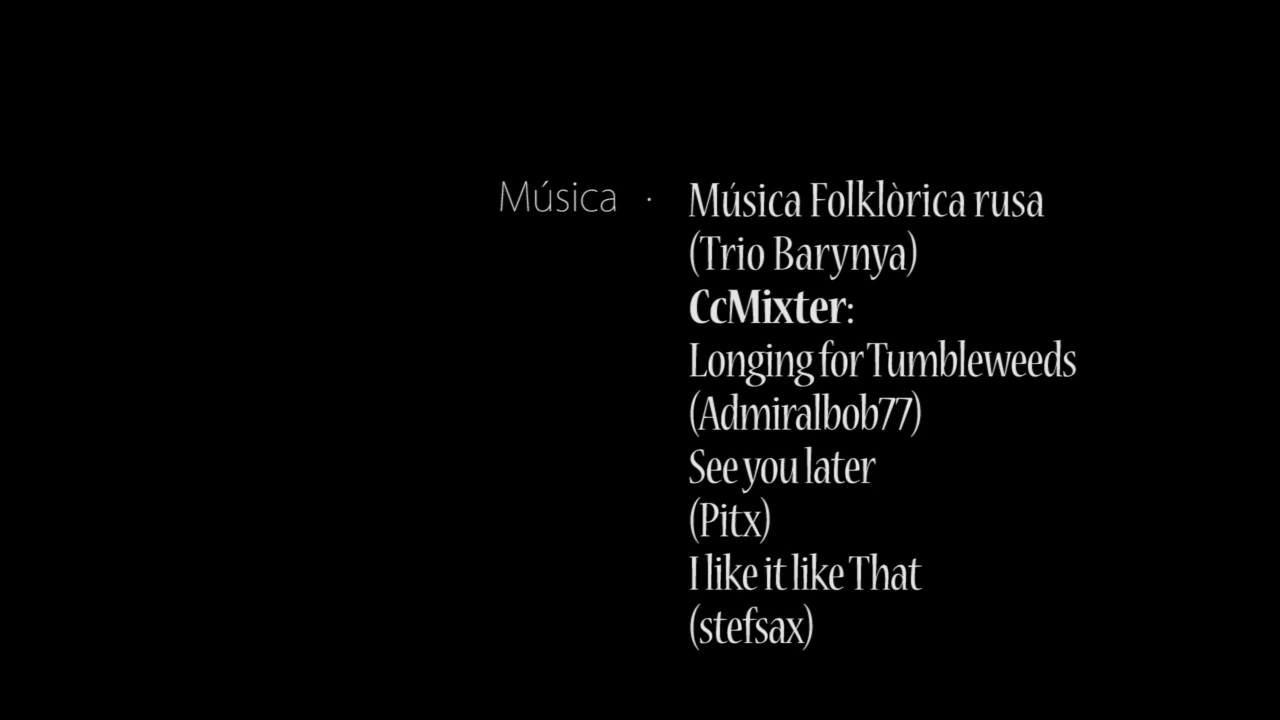 Música · Música Folklòrica rusa
(Trio Barynya)
CcMixter:
Longing for Tumbleweeds
(Admiralbob77)
See you later
(Pitx)
I like it like That
(stefsax)